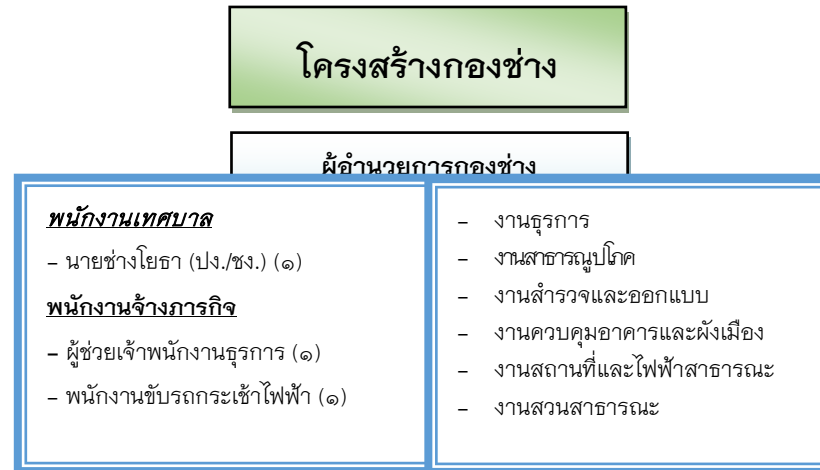 โครงสร้างกองช่าง
ผู้อำนวยการกองช่าง
พนักงานเทศบาล
– นายช่างโยธา (ปง./ชง.) (๑)
พนักงานจ้างภารกิจ
– ผู้ช่วยเจ้าพนักงานธุรการ (๑)
– พนักงานขับรถกระเช้าไฟฟ้า (๑)
– งานธุรการ
– งานสาธารณูปโภค
– งานสำรวจและออกแบบ
– งานควบคุมอาคารและผังเมือง
– งานสถานที่และไฟฟ้าสาธารณะ
– งานสวนสาธารณะ